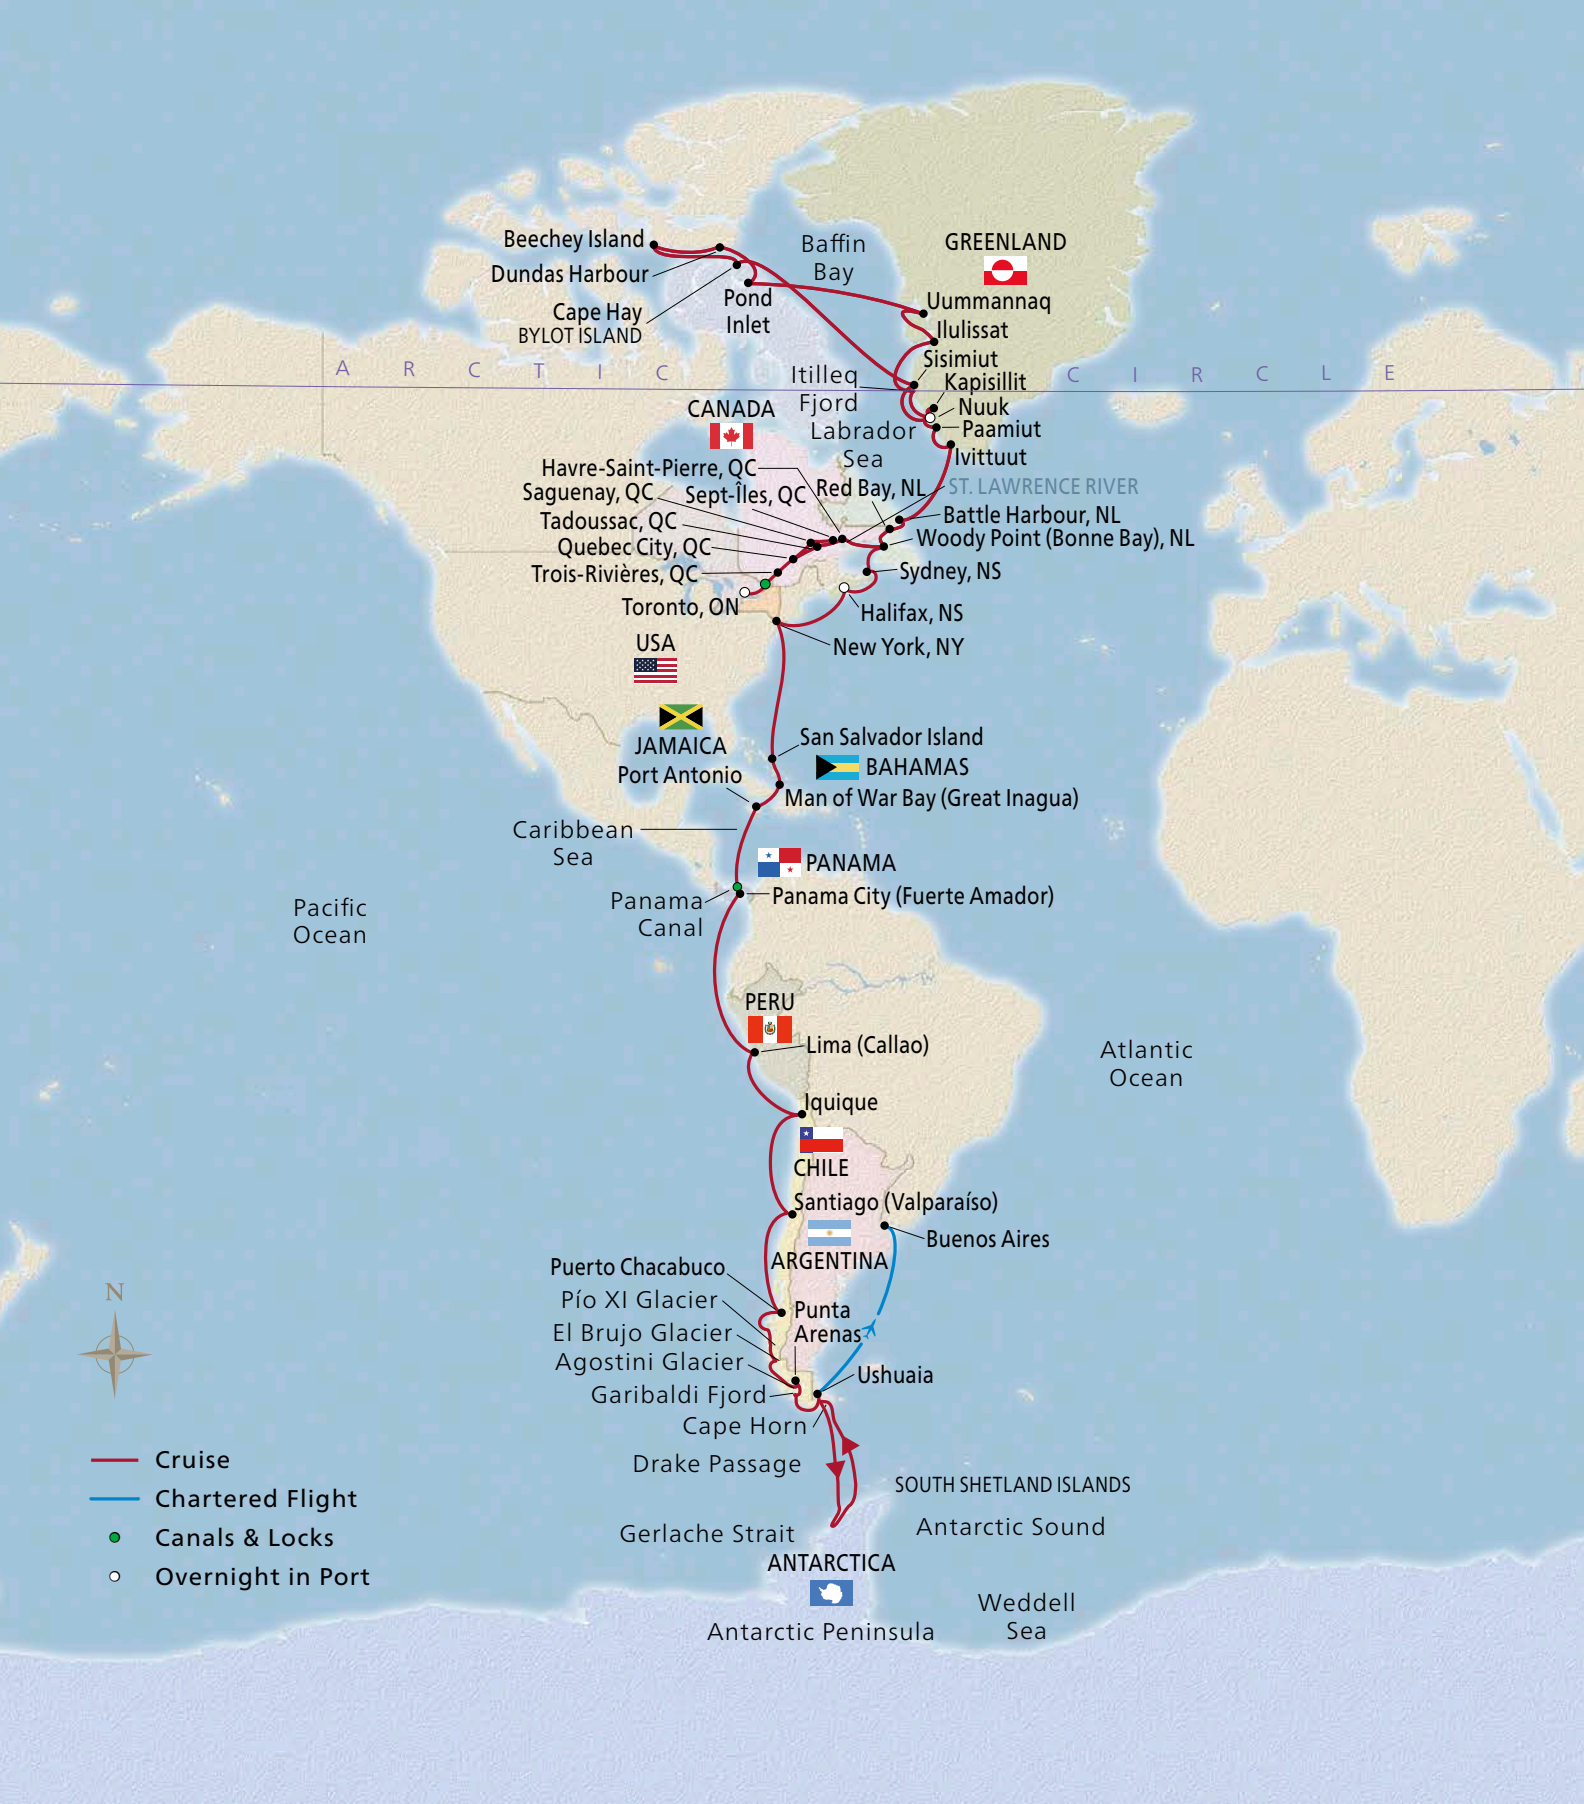 Beechey Island
Dundas Harbour
Cape Hay
BYLOT ISLAND
Pond
Inlet
Baffin
Bay
GREENLAND
Uummannaq
Ilulissat
Sisimiut
ARCTIC CIRCLE
Itilleq
Fjord
Kapisillit
Nuuk
Paamiut
Ivittuut
CANADA
Labrador
Sea
Havre-Saint-Pierre, QC
Saguenay, QC
Sept-Îles, QC
Red Bay, NL
ST. LAWRENCE RIVER
Tadoussac, QC
Battle Harbour, NL
Quebec City, QC
Woody Point (Bonne Bay), NL
Trois-Rivières, QC
Sydney, NS
Toronto, ON
Halifax, NS
USA
New York, NY
JAMAICA
Port Antonio
San Salvador Island
BAHAMAS
Man of War Bay (Great Inagua)
Caribbean
Sea
PANAMA
Panama City (Fuerte Amador)
Panama
Canal
Pacific
Ocean
PERU
Lima (Callao)
Atlantic
Ocean
Iquique
CHILE
Santiago (Valparaíso)
Buenos Aires
ARGENTINA
Puerto Chacabuco
Pío XI Glacier
El Brujo Glacier
Agostini Glacier
Garibaldi Fjord
Cape Horn
Punta
Arenas
Ushuaia
Drake Passage
SOUTH SHETLAND ISLANDS
Gerlache Strait
Antarctic Sound
ANTARCTICA
Antarctic Peninsula
Weddell
Sea
N
Cruise
Chartered Flight
Canals & Locks
Overnight in Port